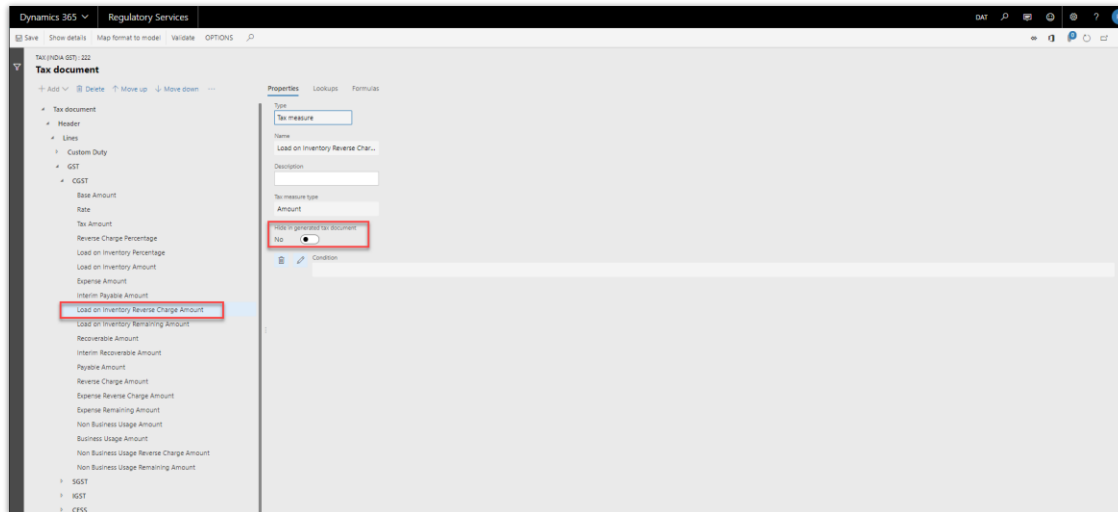 Dynamics 365 Regulatory Services DAT ?
Save Show details Map format to model Validate OPTIONS 0
TAX (INDIA GST) : 222
Tax document
+ Add Delete Move up Move down ...
Tax document
Header
Lines
Custom Duty
GST
CGST
Base Amount
Rate
Tax Amount
Reverse Charge Percentage
Load on Inventory Percentage
Load on Inventory Amount
Expense Amount
Interim Payable Amount
Load on Inventory Reverse Charge Amount
Load on Inventory Remaining Amount
Recoverable Amount
Interim Recoverable Amount
Payable Amount
Reverse Charge Amount
Expense Reverse Charge Amount
Expense Remaining Amount
Non Business Usage Amount
Business Usage Amount
Non Business Usage Reverse Charge Amount
Non Business Usage Remaining Amount
SGST
IGST
CESS
Properties Lookups Formulas
Type
Tax measure
Name
Load on Inventory Reverse Char...
Description
Tax measure type
Amount
Hide in generated tax document
No
Condition